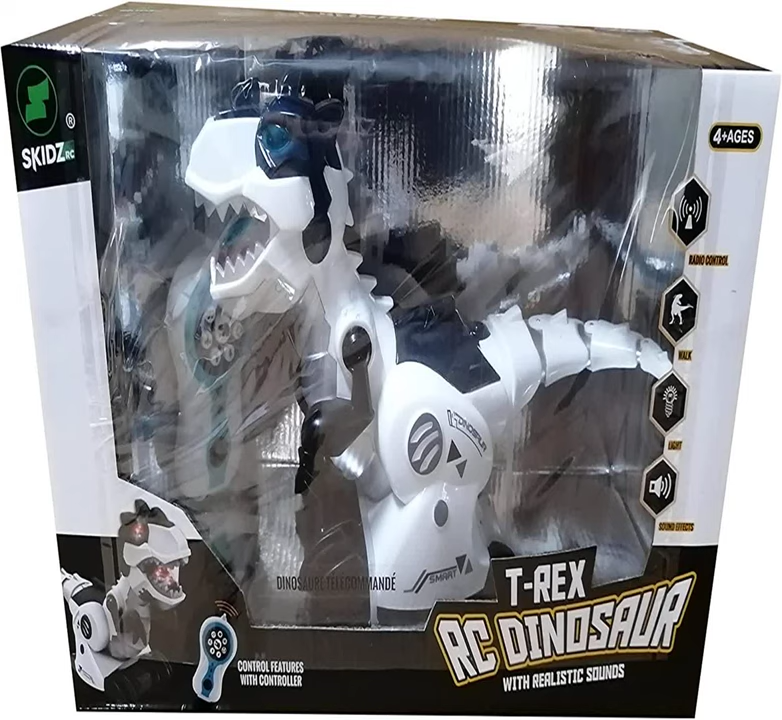 SKIDZ RC
®
4+AGES
RADIO CONTROL
WALK
LIGHT
SOUND EFFECTS
DINOSAUR
SMART
DINOSAURE TÉLÉCOMMANDÉ
T-REX
RC DINOSAUR
WITH REALISTIC SOUNDS
CONTROL FEATURES
WITH CONTROLLER